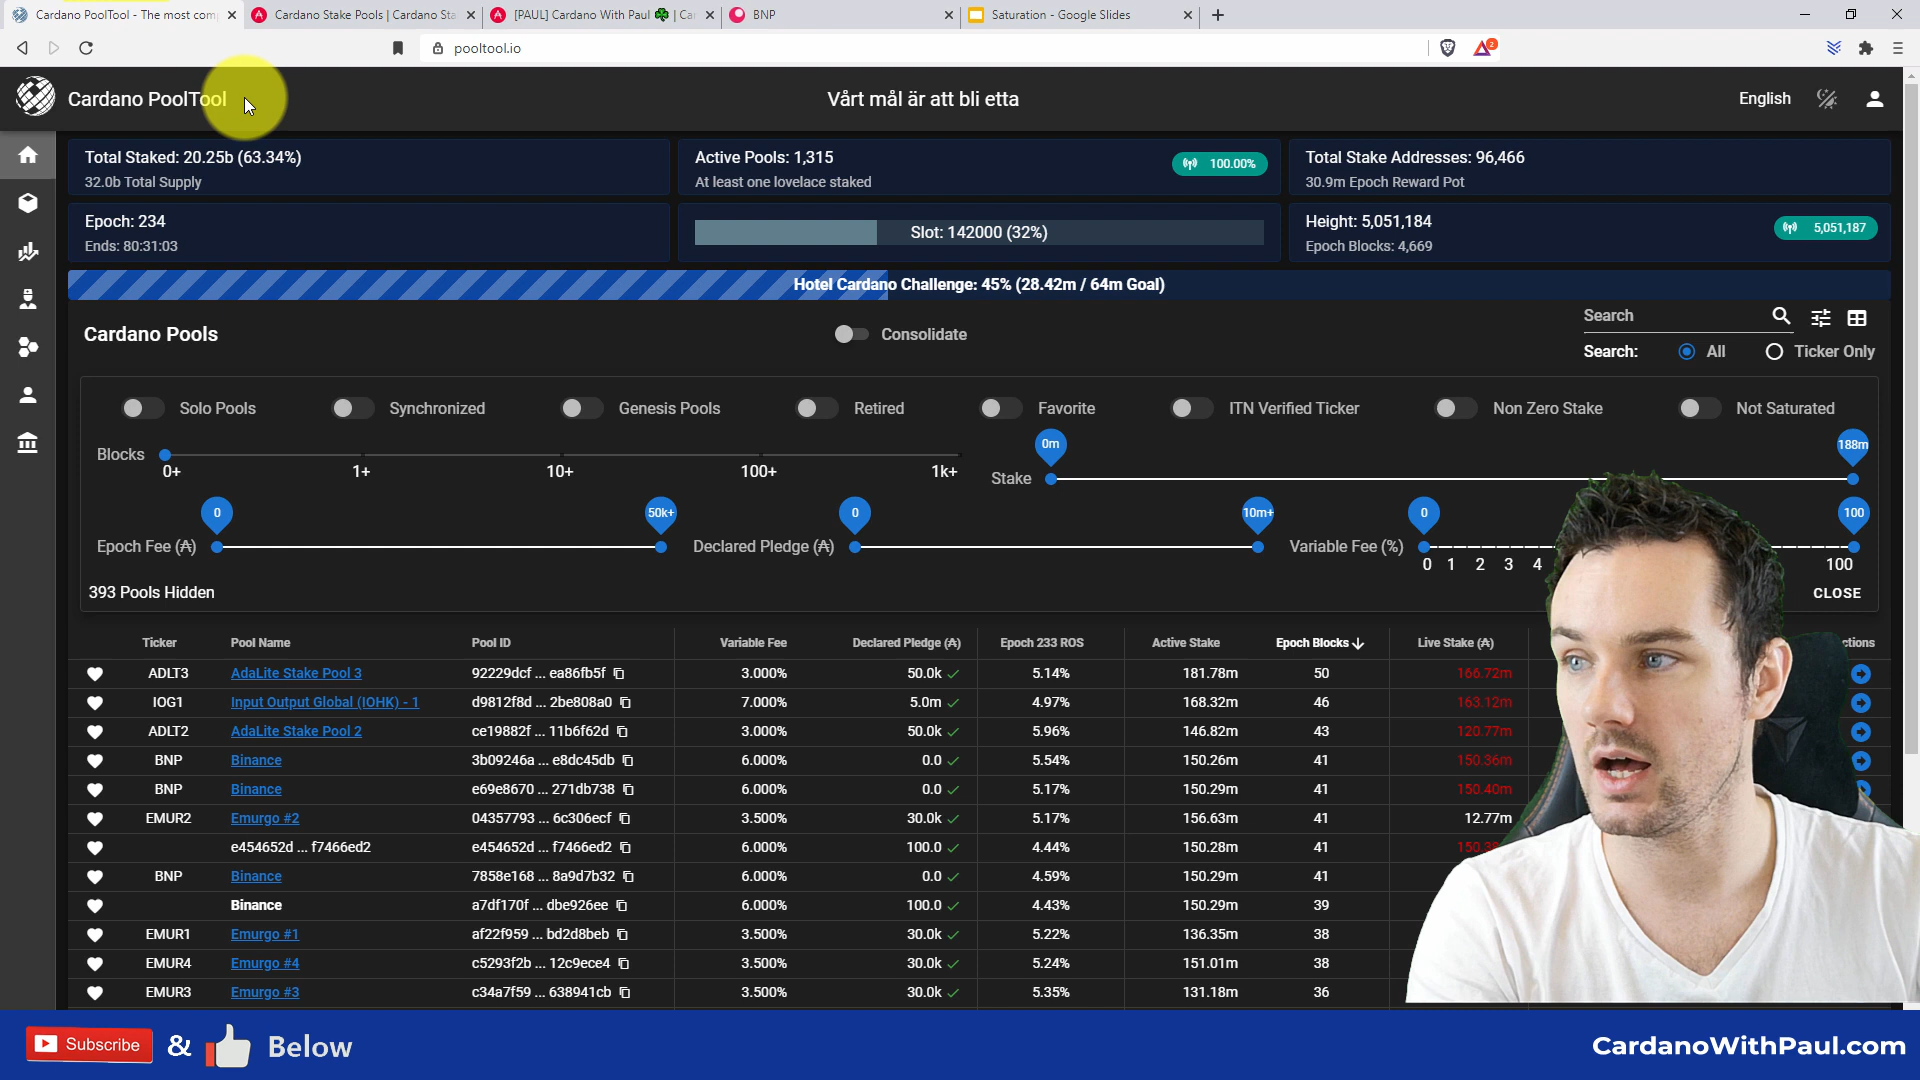 Cardano PoolTool - The most com
Cardano Stake Pools | Cardano Sta
[PAUL] Cardano With Paul 🍀 | Ca
BNP
Saturation - Google Slides
pooltool.io
2
Cardano PoolTool
Vårt mål är att bli etta
English
Total Staked: 20.25b (63.34%)
32.0b Total Supply
Active Pools: 1,315
At least one lovelace staked
100.00%
Total Stake Addresses: 96,466
30.9m Epoch Reward Pot
Epoch: 234
Ends: 80:31:03
Slot: 142000 (32%)
Height: 5,051,184
Epoch Blocks: 4,669
5,051,187
Hotel Cardano Challenge: 45% (28.42m / 64m Goal)
Cardano Pools
Consolidate
Search
Search: All Ticker Only
Solo Pools Synchronized Genesis Pools Retired Favorite ITN Verified Ticker Non Zero Stake Not Saturated
Blocks
0+ 1+ 10+ 100+ 1k+
Stake 0m 188m
Epoch Fee (₳) 0 50k+
Declared Pledge (₳) 0 10m+
Variable Fee (%) 0 100
0 1 2 3 4 100
393 Pools Hidden
CLOSE
Ticker Pool Name Pool ID Variable Fee Declared Pledge (₳) Epoch 233 ROS Active Stake Epoch Blocks Live Stake (₳) ctions
ADLT3 AdaLite Stake Pool 3 92229dcf ... ea86fb5f 3.000% 50.0k 5.14% 181.78m 50 166.72m
IOG1 Input Output Global (IOHK) - 1 d9812f8d ... 2be808a0 7.000% 5.0m 4.97% 168.32m 46 163.12m
ADLT2 AdaLite Stake Pool 2 ce19882f ... 11b6f62d 3.000% 50.0k 5.96% 146.82m 43 120.77m
BNP Binance 3b09246a ... e8dc45db 6.000% 0.0 5.54% 150.26m 41 150.36m
BNP Binance e69e8670 ... 271db738 6.000% 0.0 5.17% 150.29m 41 150.40m
EMUR2 Emurgo #2 04357793 ... 6c306ecf 3.500% 30.0k 5.17% 156.63m 41 12.77m
e454652d ... f7466ed2 e454652d ... f7466ed2 6.000% 100.0 4.44% 150.28m 41
BNP Binance 7858e168 ... 8a9d7b32 6.000% 0.0 4.59% 150.29m 41
Binance a7df170f ... dbe926ee 6.000% 100.0 4.43% 150.29m 39
EMUR1 Emurgo #1 af22f959 ... bd2d8beb 3.500% 30.0k 5.22% 136.35m 38
EMUR4 Emurgo #4 c5293f2b ... 12c9ece4 3.500% 30.0k 5.24% 151.01m 38
EMUR3 Emurgo #3 c34a7f59 ... 638941cb 3.500% 30.0k 5.35% 131.18m 36
Subscribe & Below
CardanoWithPaul.com